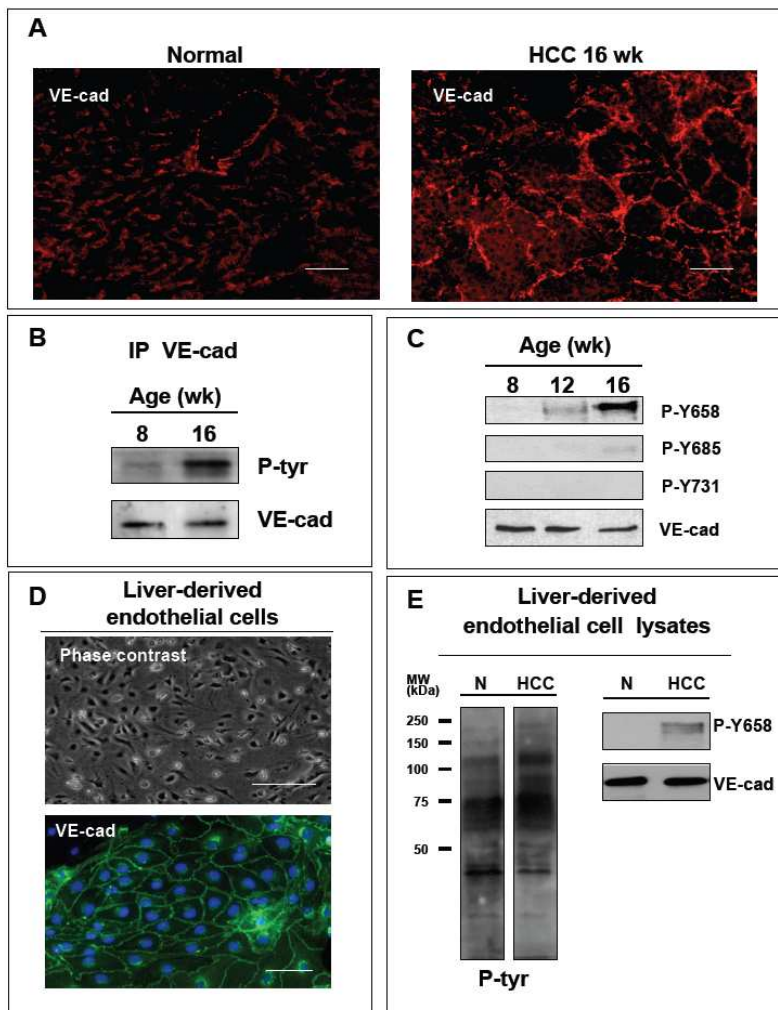 A
Normal
HCC 16 wk
VE-cad
VE-cad
B
IP VE-cad
Age (wk)
8 16
P-tyr
VE-cad
C
Age (wk)
8 12 16
P-Y658
P-Y685
P-Y731
VE-cad
D
Liver-derived
endothelial cells
Phase contrast
VE-cad
E
Liver-derived
endothelial cell lysates
MW
(kDa)
N HCC
250
150
100
75
50
P-tyr
N HCC
P-Y658
VE-cad